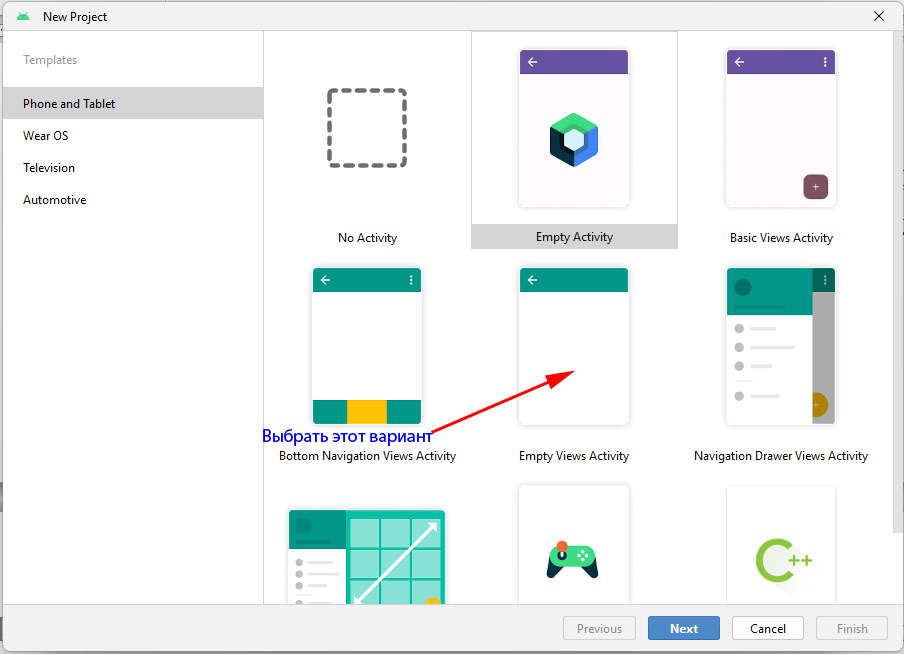 New Project
Templates
Phone and Tablet
Wear OS
Television
Automotive
No Activity
Empty Activity
Basic Views Activity
Выбрать этот вариант
Bottom Navigation Views Activity
Empty Views Activity
Navigation Drawer Views Activity
C++
Previous
Next
Cancel
Finish